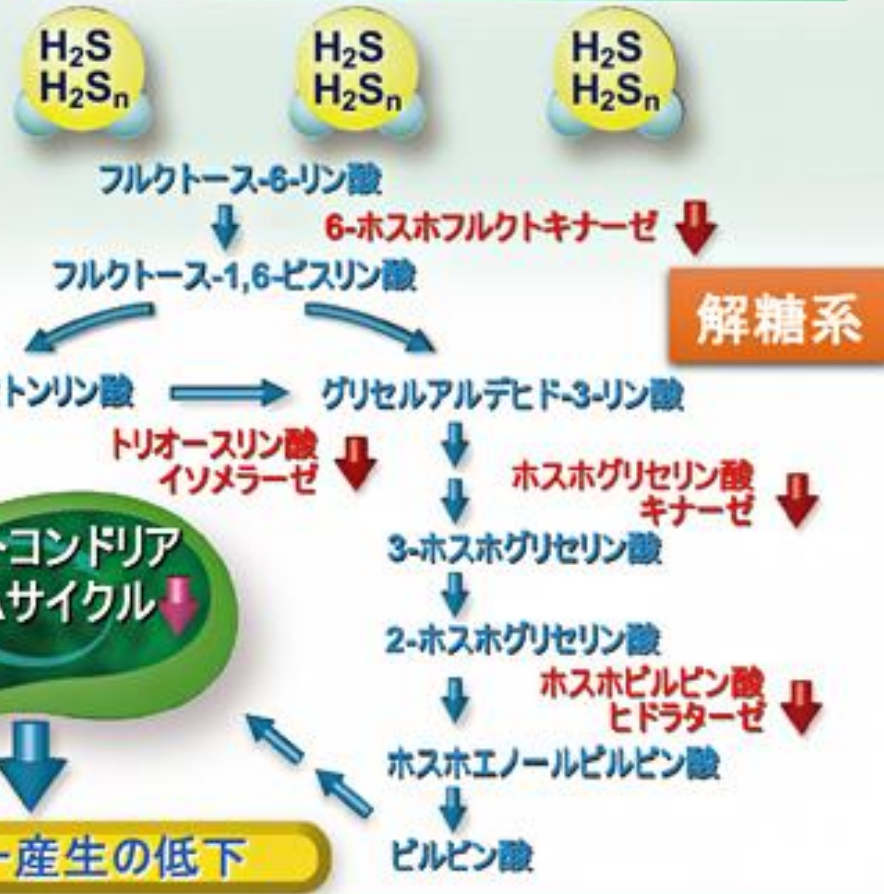 H₂S
H₂Sₙ
H₂S
H₂Sₙ
H₂S
H₂Sₙ
フルクトース-6-リン酸
6-ホスホフルクトキナーゼ
フルクトース-1,6-ビスリン酸
解糖系
トンリン酸
グリセルアルデヒド-3-リン酸
トリオースリン酸
イソメラーゼ
ホスホグリセリン酸
キナーゼ
コンドリア
サイクル
3-ホスホグリセリン酸
2-ホスホグリセリン酸
ホスホピルビン酸
ヒドラターゼ
ホスホエノールピルビン酸
ー産生の低下
ピルビン酸